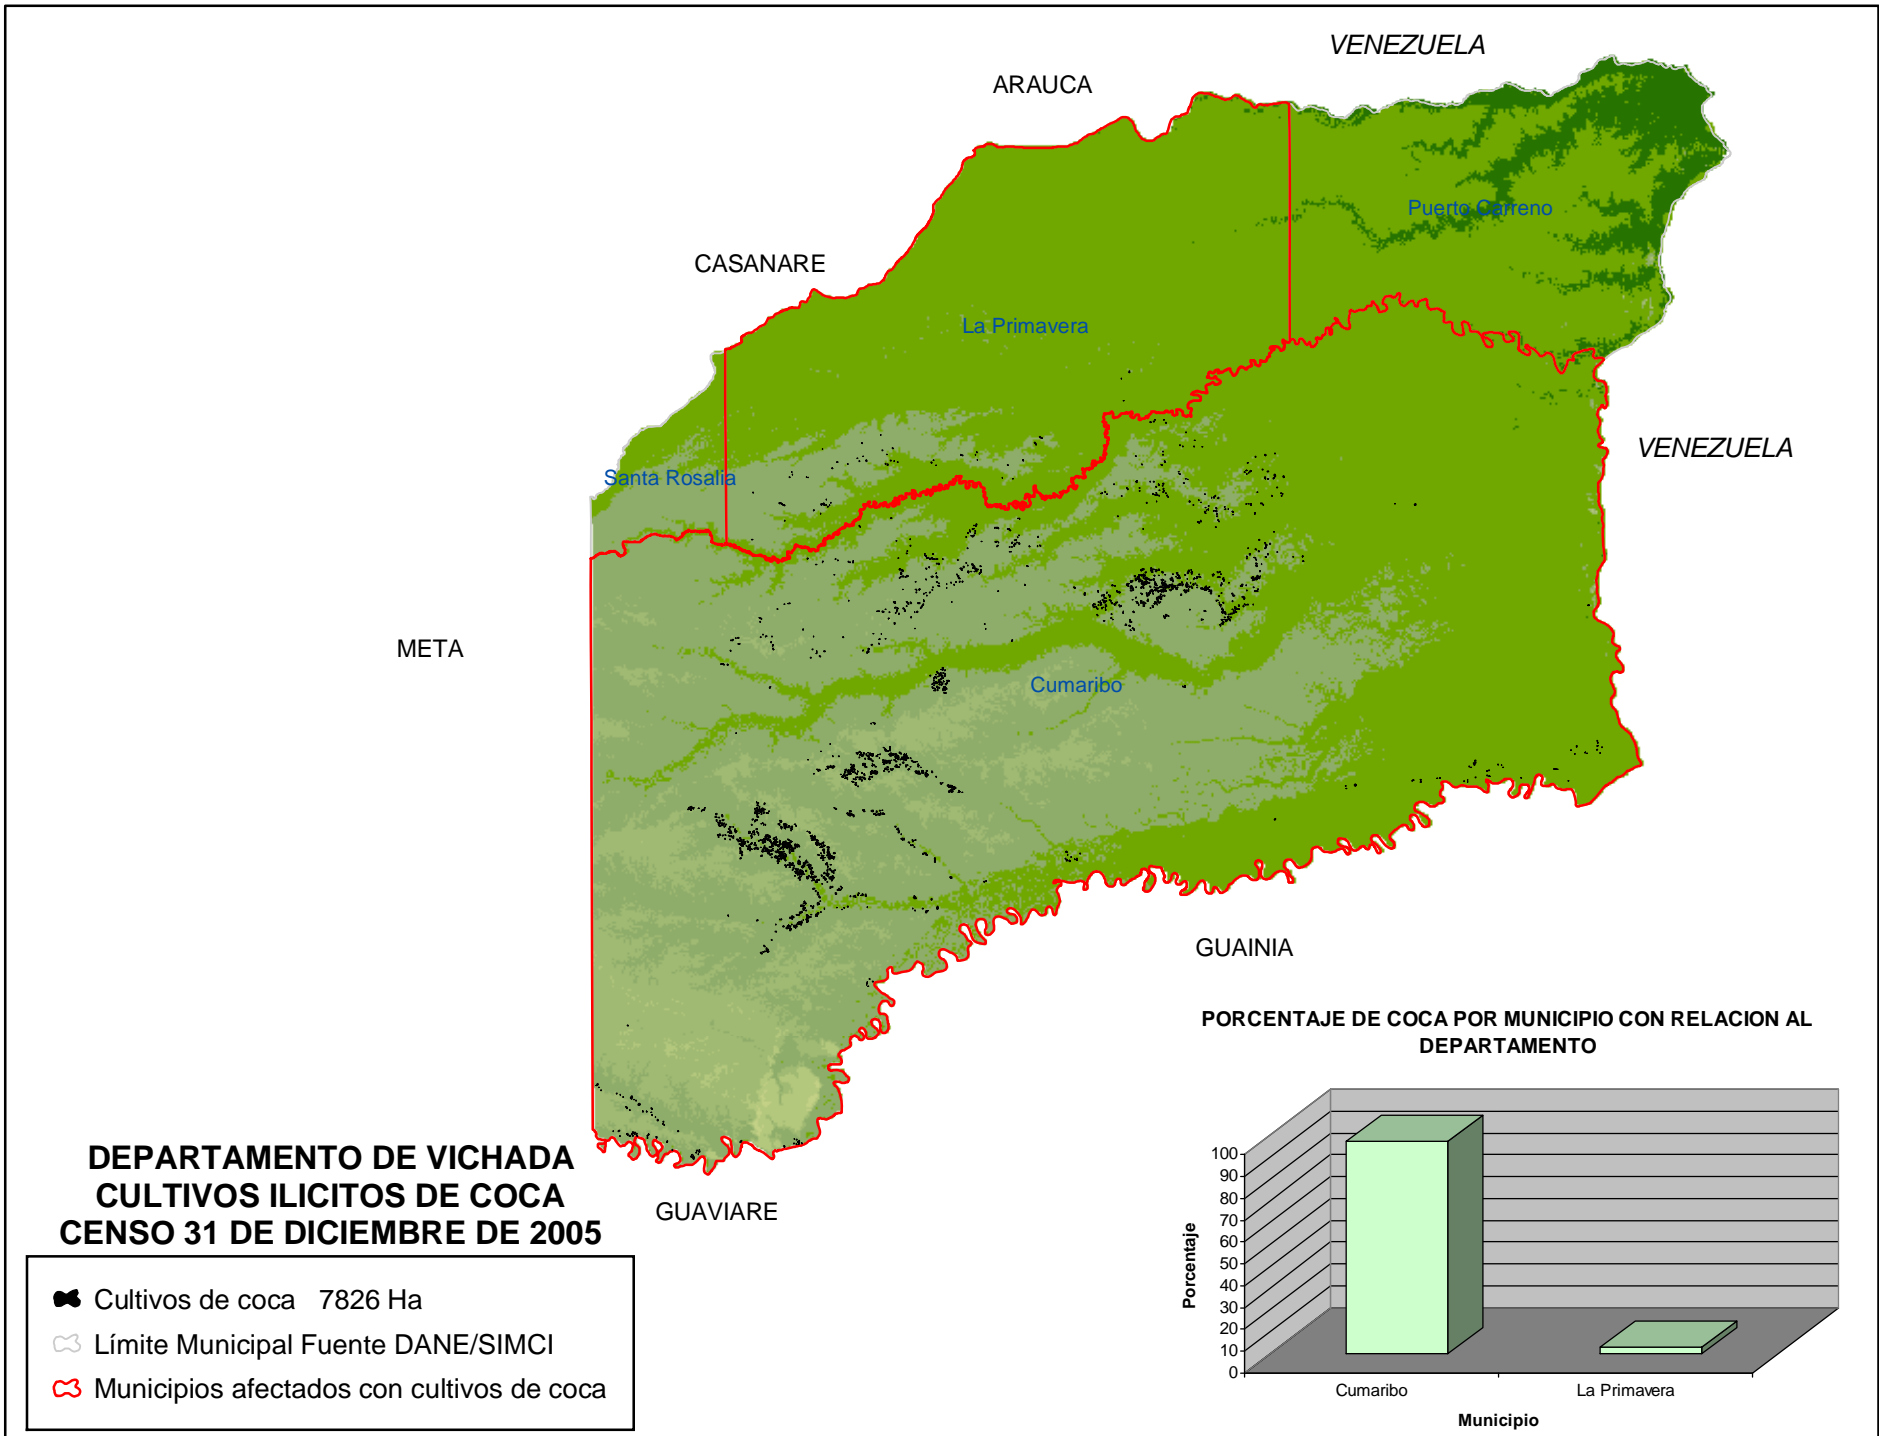 VENEZUELA
ARAUCA
Puerto Carreno
CASANARE
La Primavera
VENEZUELA
Santa Rosalia
META
Cumaribo
GUAINIA
GUAVIARE
DEPARTAMENTO DE VICHADA
CULTIVOS ILICITOS DE COCA
CENSO 31 DE DICIEMBRE DE 2005
Cultivos de coca 7826 Ha
Límite Municipal Fuente DANE/SIMCI
Municipios afectados con cultivos de coca
PORCENTAJE DE COCA POR MUNICIPIO CON RELACION AL
DEPARTAMENTO
Porcentaje
100
90
80
70
60
50
40
30
20
10
0
Cumaribo
La Primavera
Municipio